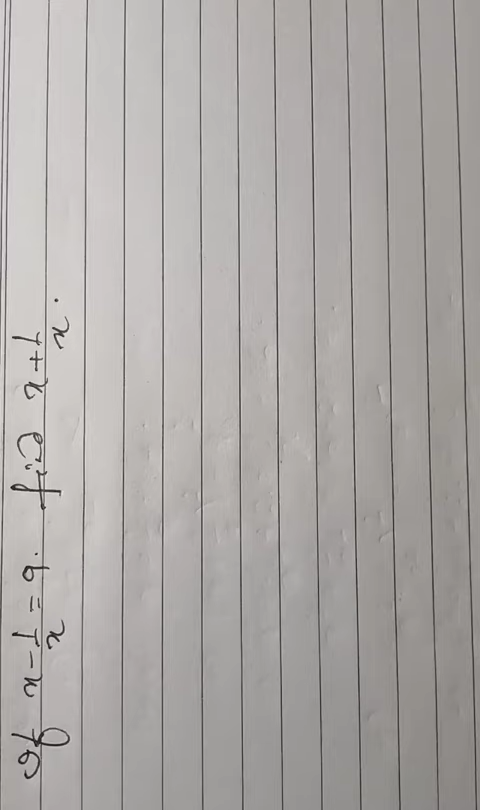 If x - 1/x = 9. find x + 1/x.